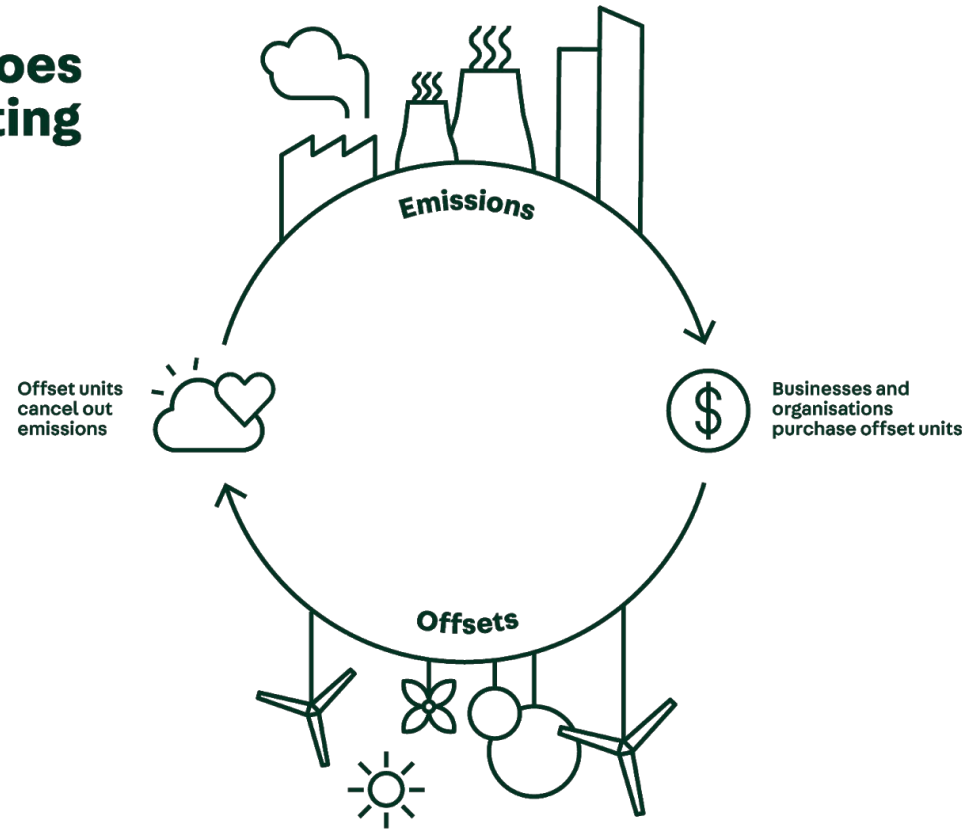 oes
ting
Emissions
Offset units
cancel out
emissions
$
Businesses and
organisations
purchase offset units
Offsets